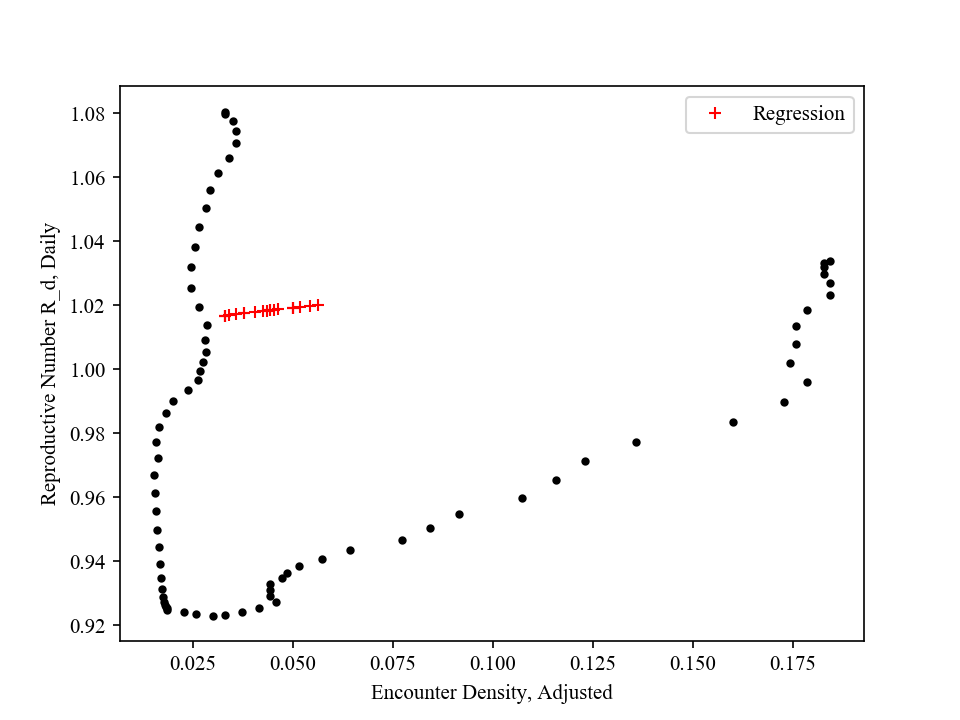 Regression
1.08
1.06
1.04
1.02
1.00
0.98
0.96
0.94
0.92
Reproductive Number R_d, Daily
0.025 0.050 0.075 0.100 0.125 0.150 0.175
Encounter Density, Adjusted